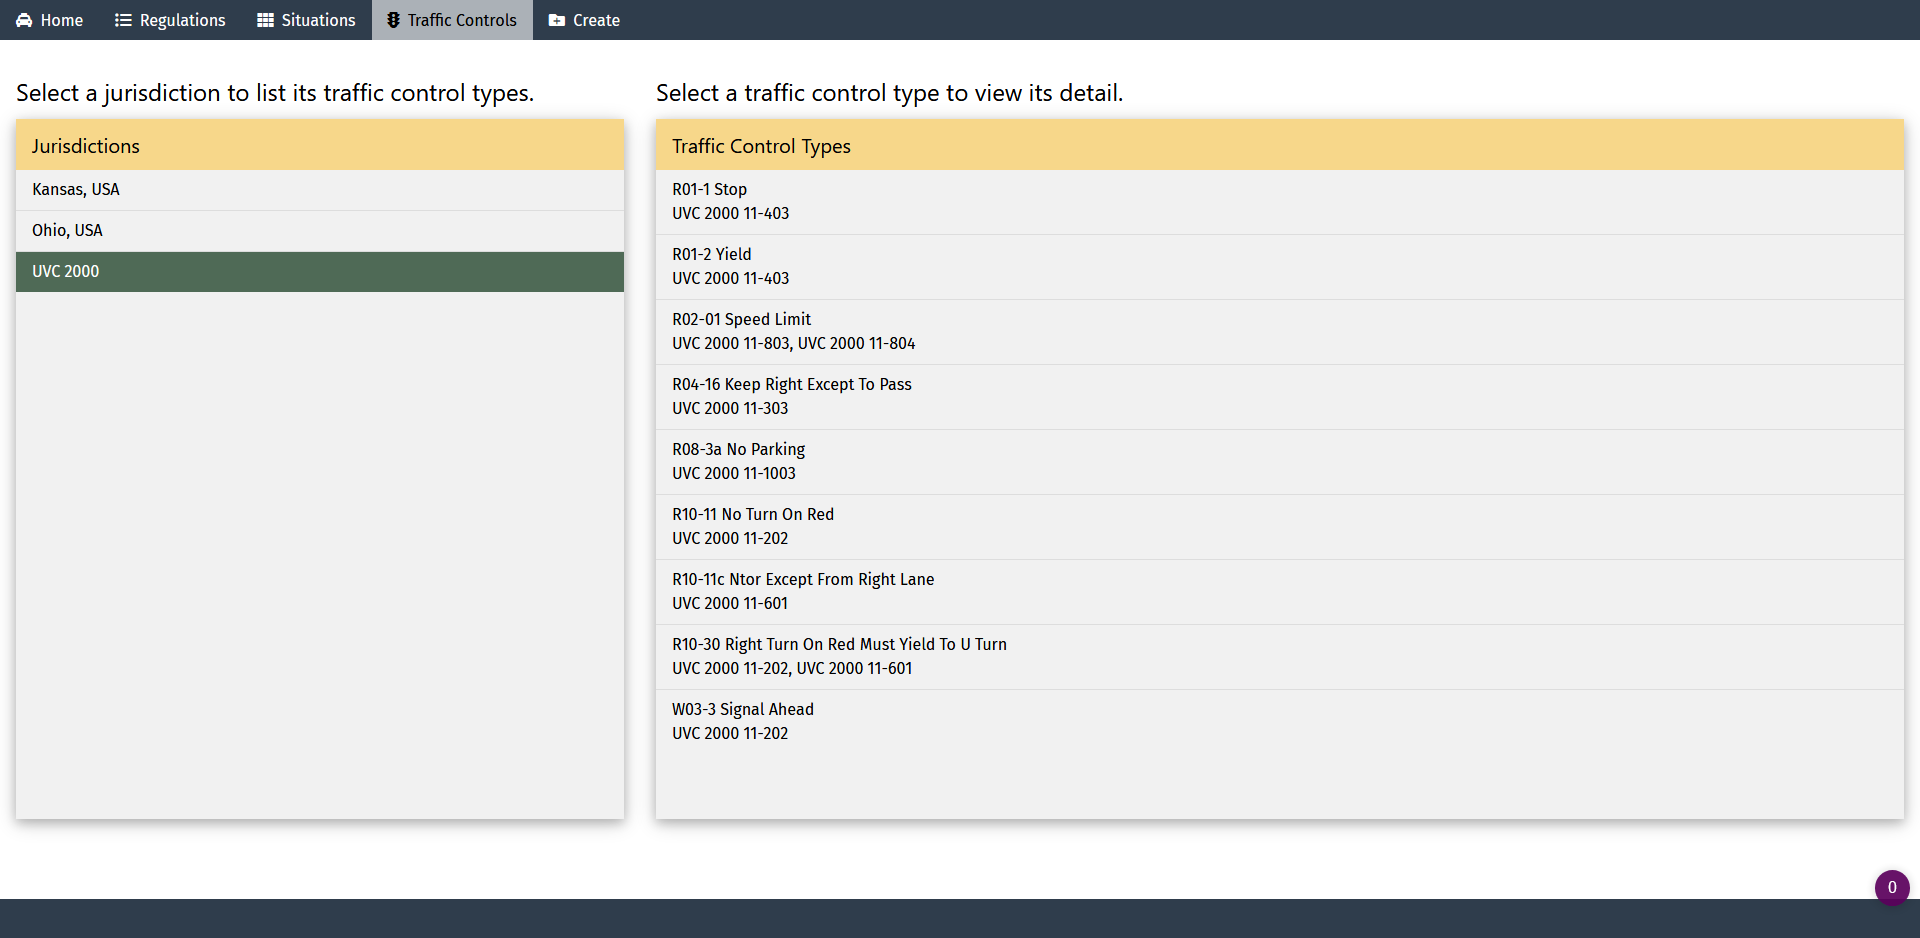 Home
Regulations
Situations
Traffic Controls
Create
Select a jurisdiction to list its traffic control types.
Jurisdictions
Kansas, USA
Ohio, USA
UVC 2000
Select a traffic control type to view its detail.
Traffic Control Types
R01-1 Stop
UVC 2000 11-403
R01-2 Yield
UVC 2000 11-403
R02-01 Speed Limit
UVC 2000 11-803, UVC 2000 11-804
R04-16 Keep Right Except To Pass
UVC 2000 11-303
R08-3a No Parking
UVC 2000 11-1003
R10-11 No Turn On Red
UVC 2000 11-202
R10-11c Ntor Except From Right Lane
UVC 2000 11-601
R10-30 Right Turn On Red Must Yield To U Turn
UVC 2000 11-202, UVC 2000 11-601
W03-3 Signal Ahead
UVC 2000 11-202
0